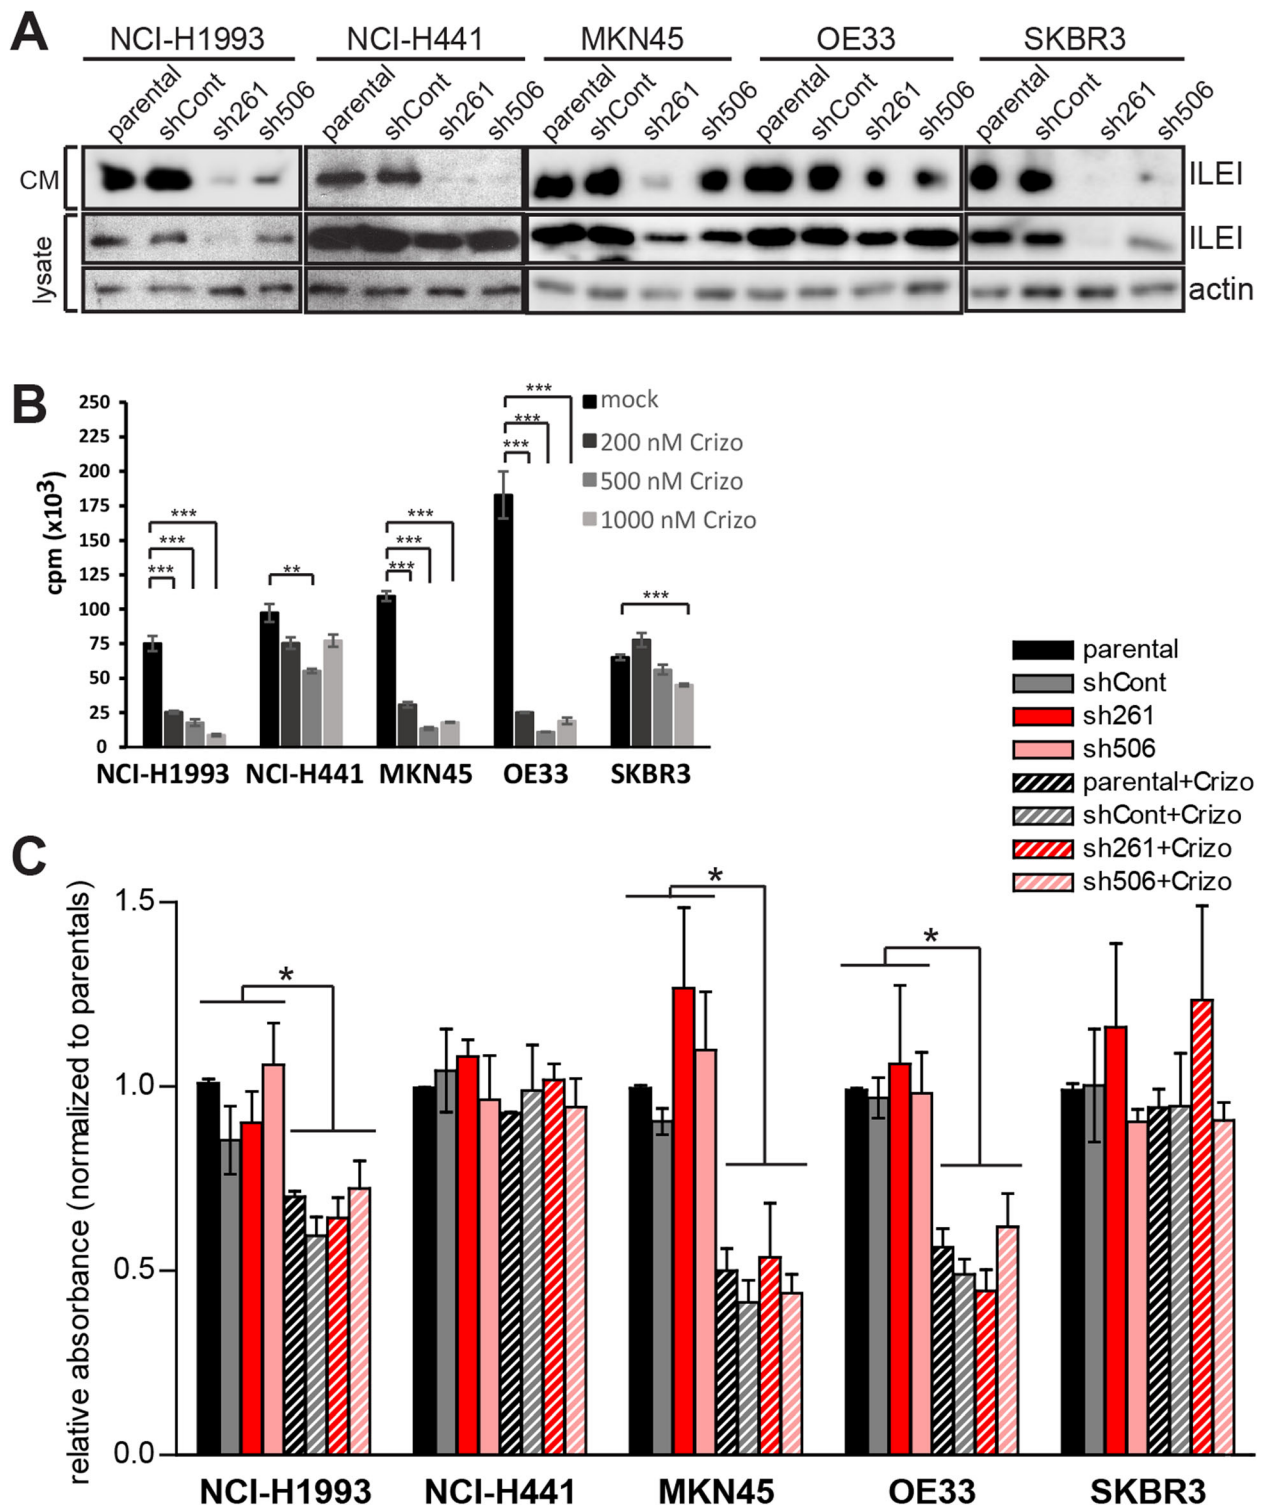 A
NCI-H1993 NCI-H441 MKN45 OE33 SKBR3
parental shCont sh261 sh506 parental shCont sh261 sh506 parental shCont sh261 sh506 parental shCont sh261 sh506 parental shCont sh261 sh506
CM ILEI
lysate ILEI
actin
B
cpm (x10³)
250
225
200
175
150
125
100
75
50
25
0
*** *** ***
**
*** *** ***
*** *** ***
***
mock
200 nM Crizo
500 nM Crizo
1000 nM Crizo
NCI-H1993 NCI-H441 MKN45 OE33 SKBR3
parental
shCont
sh261
sh506
parental+Crizo
shCont+Crizo
sh261+Crizo
sh506+Crizo
C
relative absorbance (normalized to parentals)
1.5
1.0
0.5
0.0
* * *
NCI-H1993 NCI-H441 MKN45 OE33 SKBR3